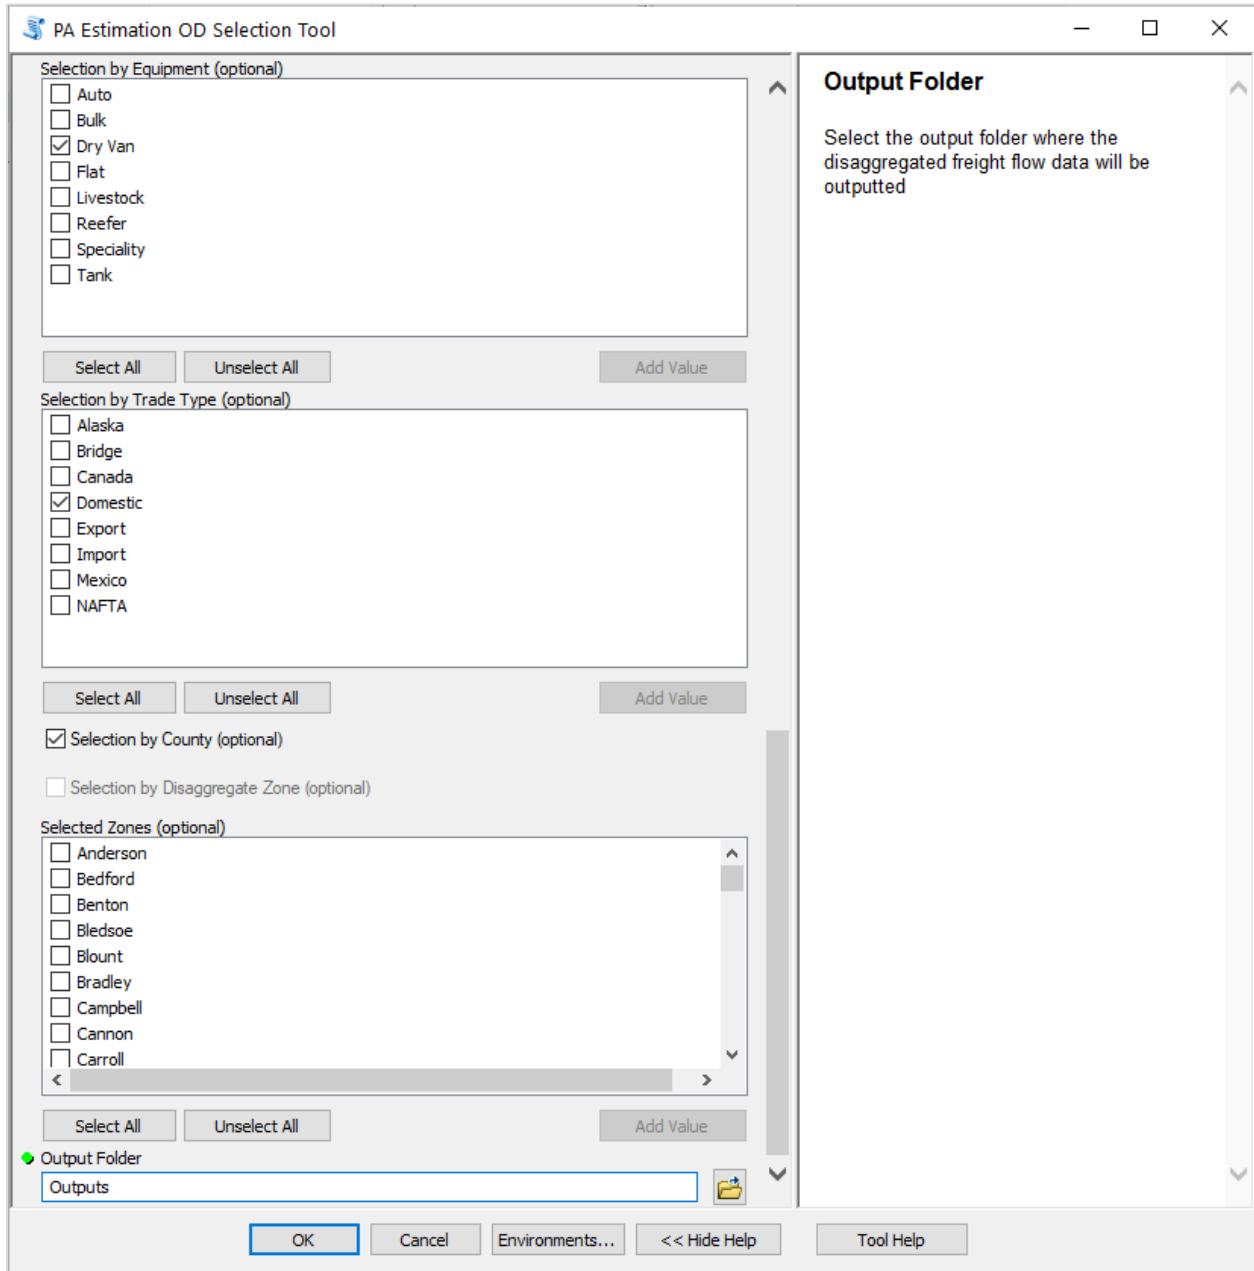 PA Estimation OD Selection Tool
Selection by Equipment (optional)
Auto
Bulk
Dry Van
Flat
Livestock
Reefer
Speciality
Tank
Select All
Unselect All
Add Value
Selection by Trade Type (optional)
Alaska
Bridge
Canada
Domestic
Export
Import
Mexico
NAFTA
Select All
Unselect All
Add Value
Selection by County (optional)
Selection by Disaggregate Zone (optional)
Selected Zones (optional)
Anderson
Bedford
Benton
Bledsoe
Blount
Bradley
Campbell
Cannon
Carroll
Select All
Unselect All
Add Value
Output Folder
Outputs
Output Folder
Select the output folder where the
disaggregated freight flow data will be
outputted
OK
Cancel
Environments...
<< Hide Help
Tool Help